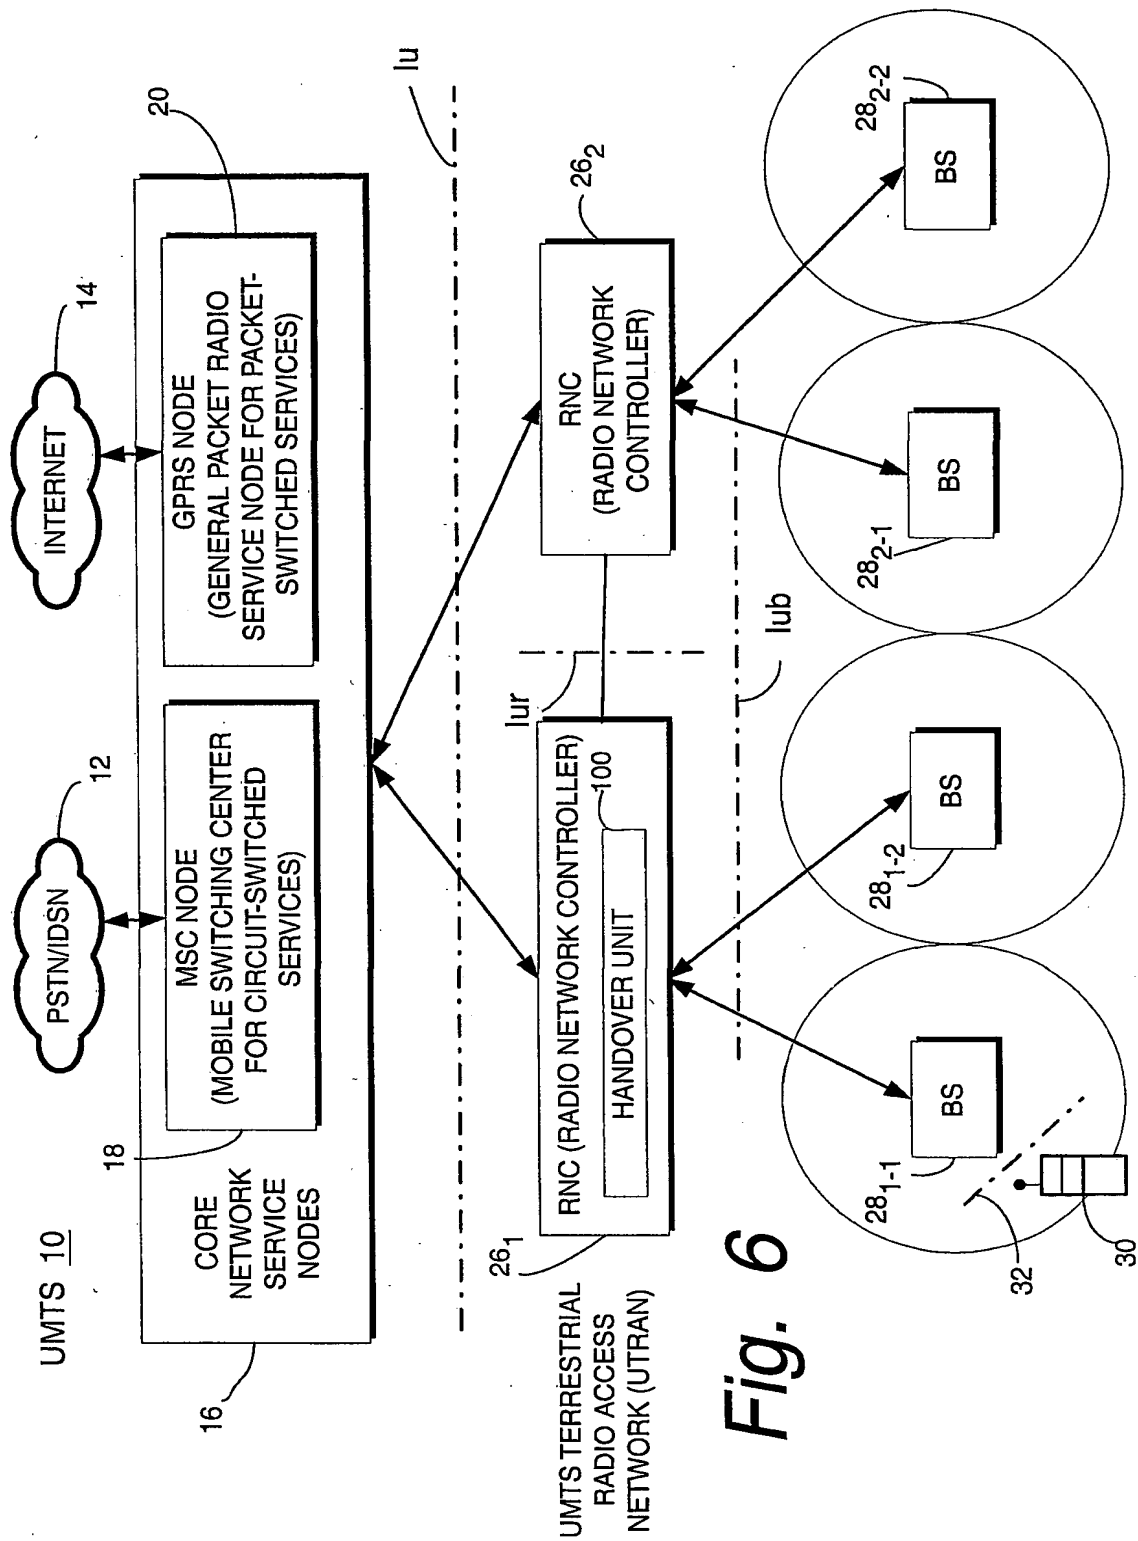 UMTS 10
PSTN/IDSN
12
INTERNET
14
16
CORE
NETWORK
SERVICE
NODES
18
MSC NODE
(MOBILE SWITCHING CENTER
FOR CIRCUIT-SWITCHED
SERVICES)
GPRS NODE
(GENERAL PACKET RADIO
SERVICE NODE FOR PACKET-
SWITCHED SERVICES)
20
Iu
UMTS TERRESTRIAL
RADIO ACCESS
NETWORK (UTRAN)
26₁
RNC (RADIO NETWORK CONTROLLER)
HANDOVER UNIT
100
Iur
RNC
(RADIO NETWORK
CONTROLLER)
26₂
Iub
28₁₋₁
BS
28₁₋₂
BS
28₂₋₁
BS
28₂₋₂
BS
32
30
Fig. 6